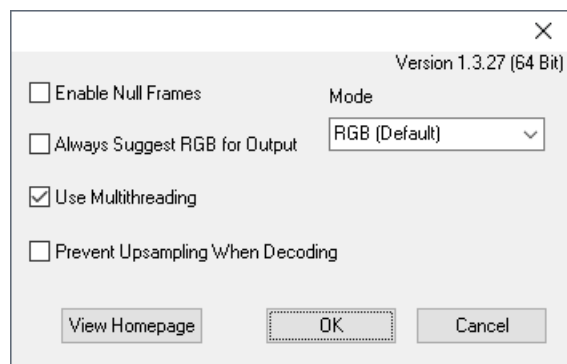 Version 1.3.27 (64 Bit)
Enable Null Frames
Mode
Always Suggest RGB for Output
RGB (Default)
Use Multithreading
Prevent Upsampling When Decoding
View Homepage
OK
Cancel